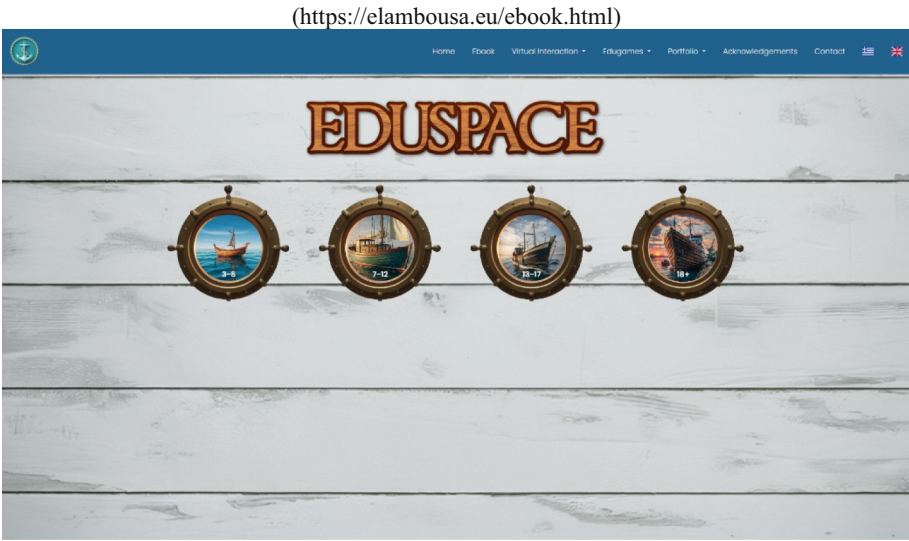 (https://elambousa.eu/ebook.html)
Home Ebook Virtual Interaction Edugames Portfolio Acknowledgements Contact
EDUSPACE
3-6 7-12 13-17 18+